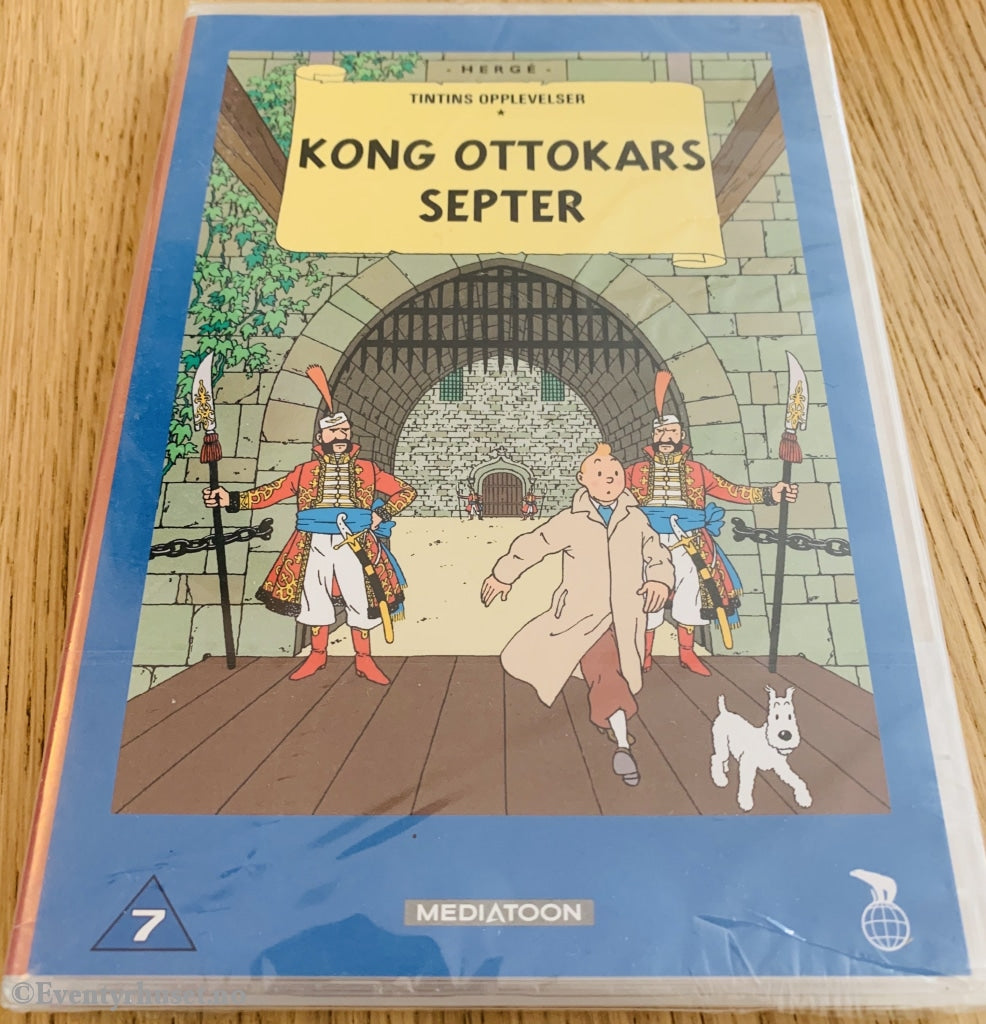 - HERGÉ -
TINTINS OPPLEVELSER
KONG OTTOKARS
SEPTER
7
MEDIATOON
©Eventyrhuset.no